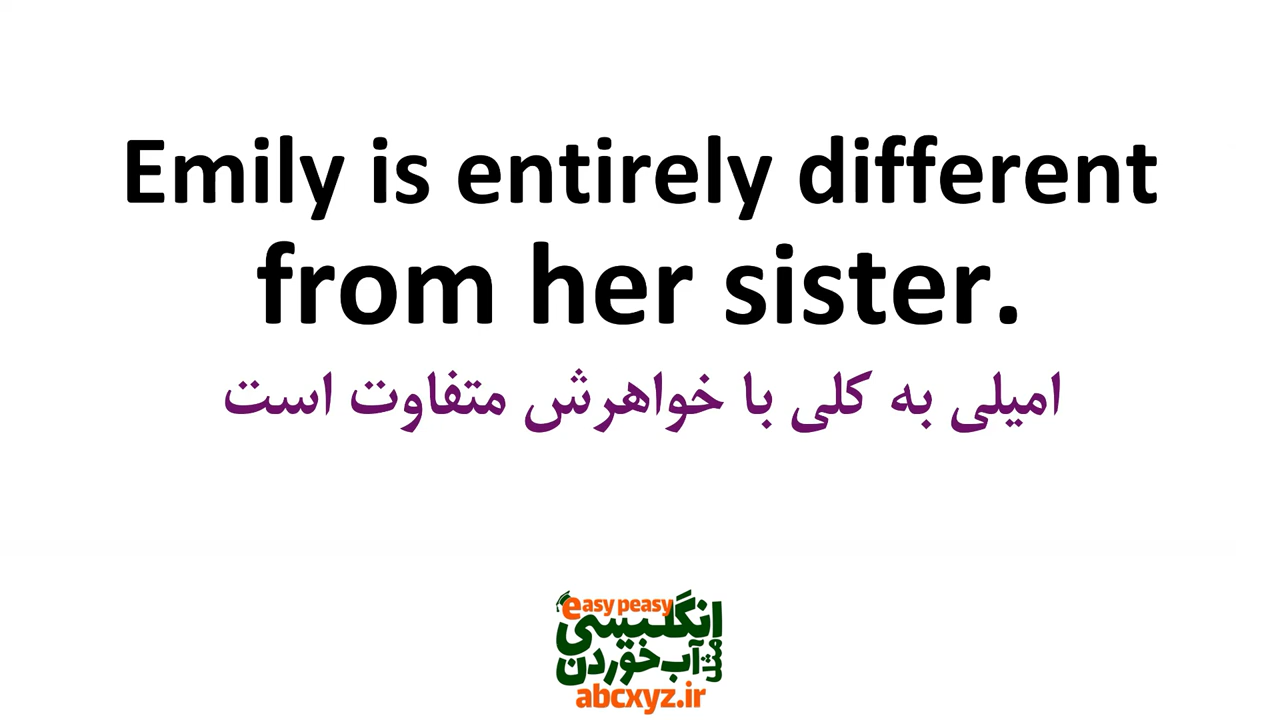 Emily is entirely different
from her sister.
امیلی به کلی با خواهرش متفاوت است
easy peasy
انگلیسی
مثل
آب خوردن
abcxyz.ir